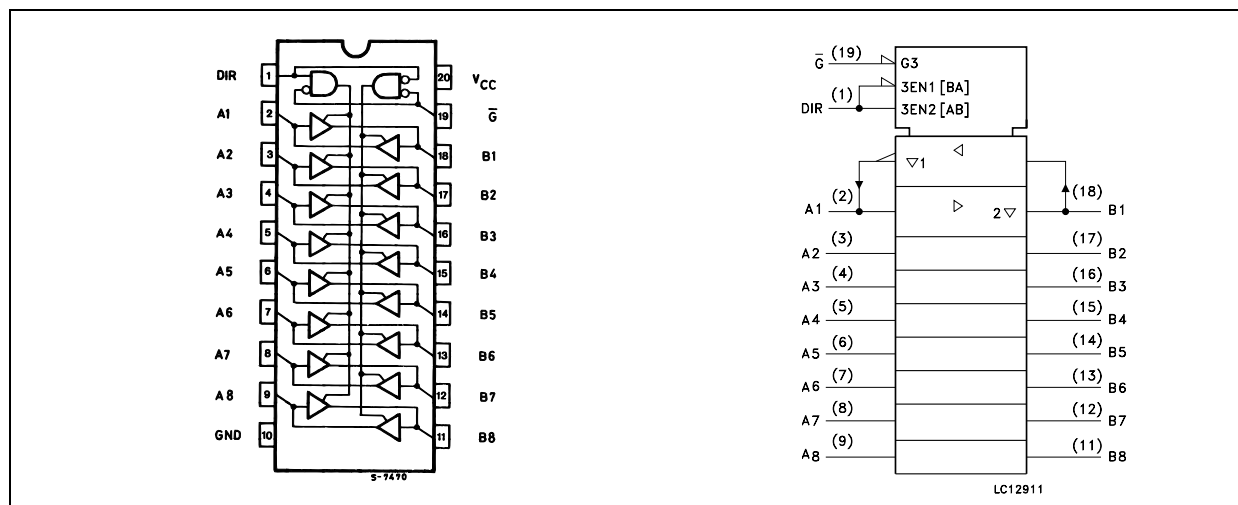 DIR 1 20 VCC
A1 2 19 G̅
A2 3 18 B1
A3 4 17 B2
A4 5 16 B3
A5 6 15 B4
A6 7 14 B5
A7 8 13 B6
A8 9 12 B7
GND 10 11 B8
S-7470
G̅ (19) G3
3EN1 [BA]
DIR (1) 3EN2 [AB]
▽1 ◁
A1 (2) ▷ 2▽ (18) B1
A2 (3) (17) B2
A3 (4) (16) B3
A4 (5) (15) B4
A5 (6) (14) B5
A6 (7) (13) B6
A7 (8) (12) B7
A8 (9) (11) B8
LC12911